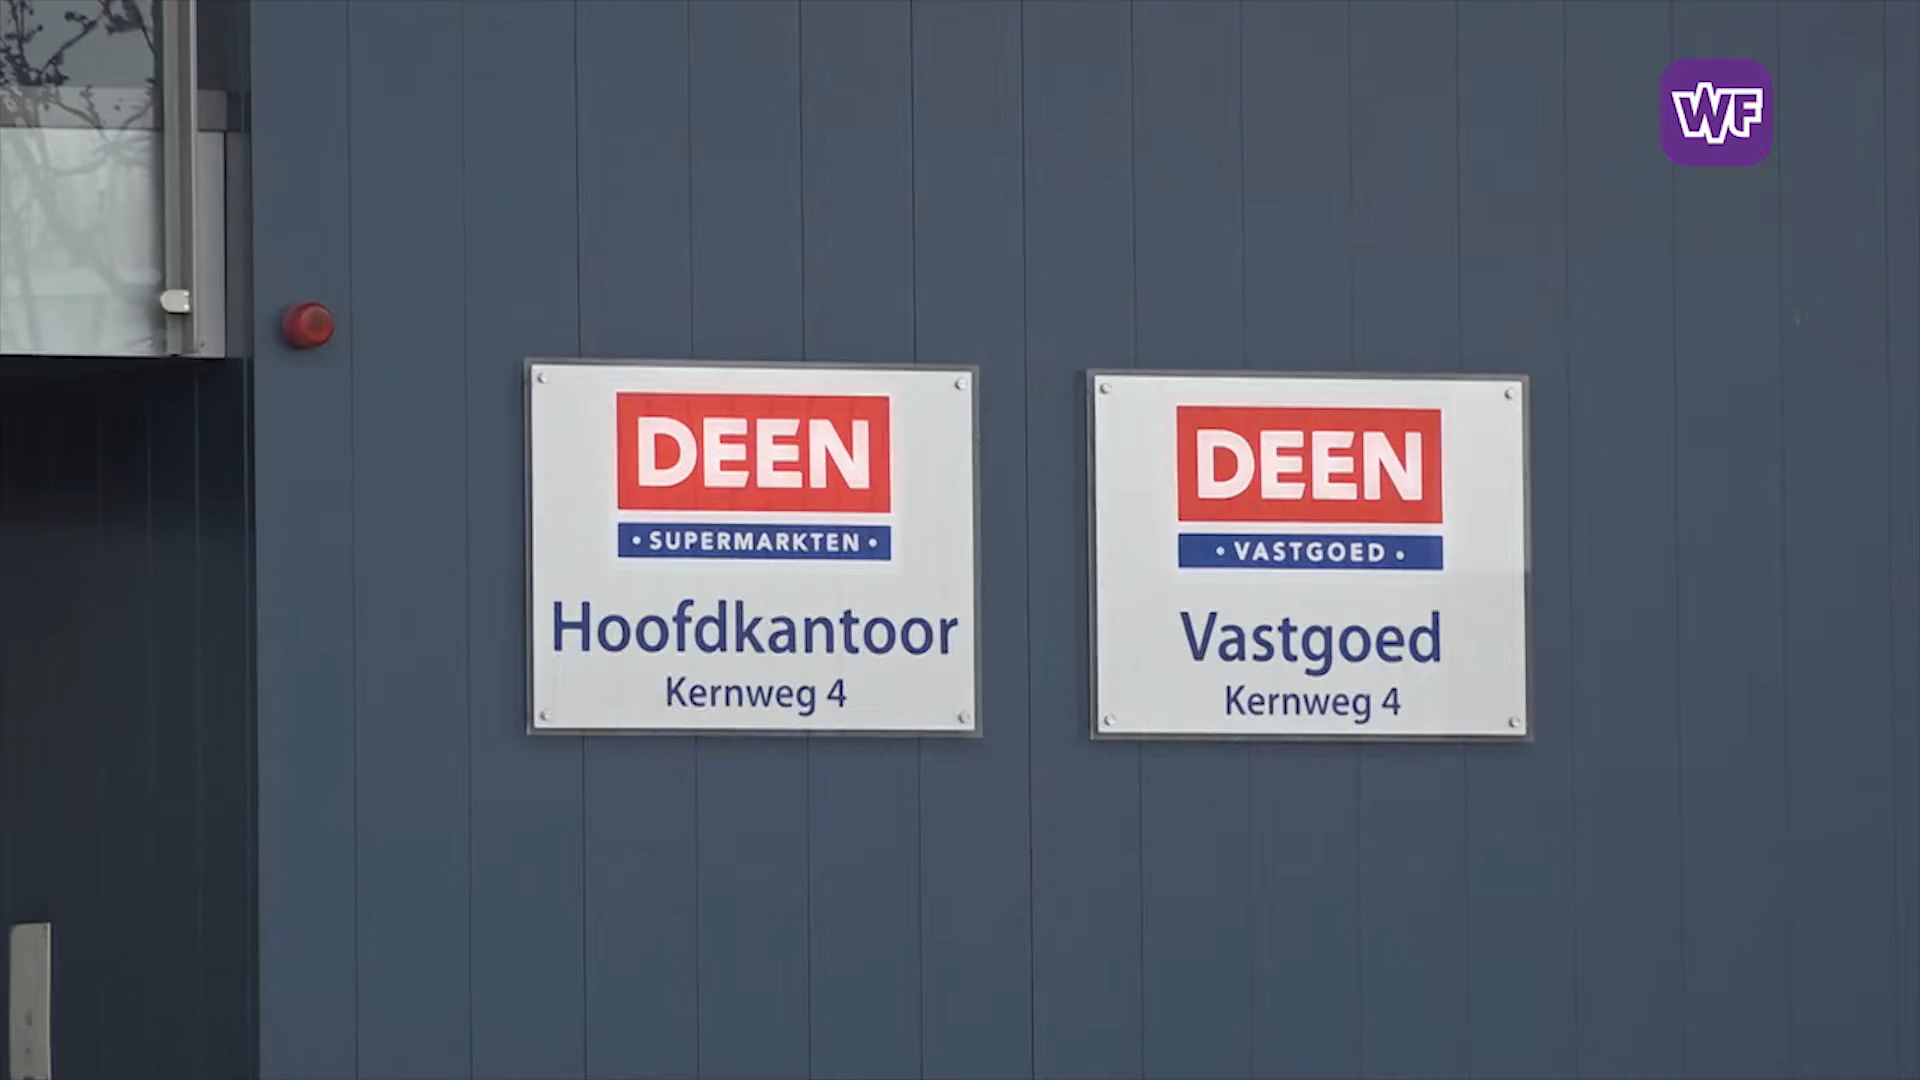 WF
DEEN
• SUPERMARKTEN •
Hoofdkantoor
Kernweg 4
DEEN
• VASTGOED •
Vastgoed
Kernweg 4